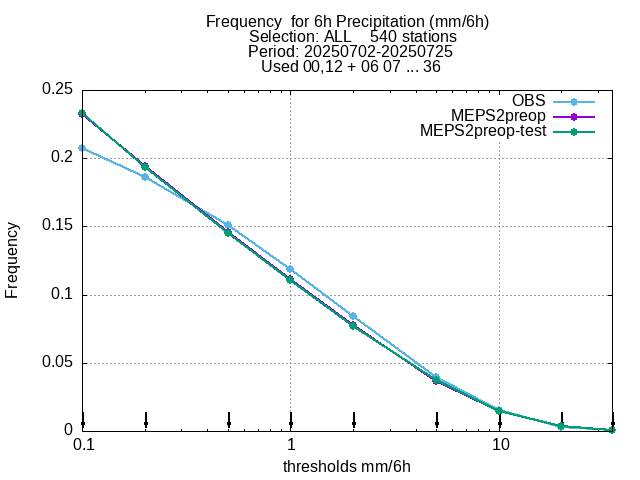 Frequency  for 6h Precipitation (mm/6h)
Selection: ALL    540 stations
Period: 20250702-20250725
Used 00,12 + 06 07 ... 36
OBS
MEPS2preop
MEPS2preop-test
0.25
0.2
0.15
0.1
0.05
0
Frequency
0.1
1
10
thresholds mm/6h